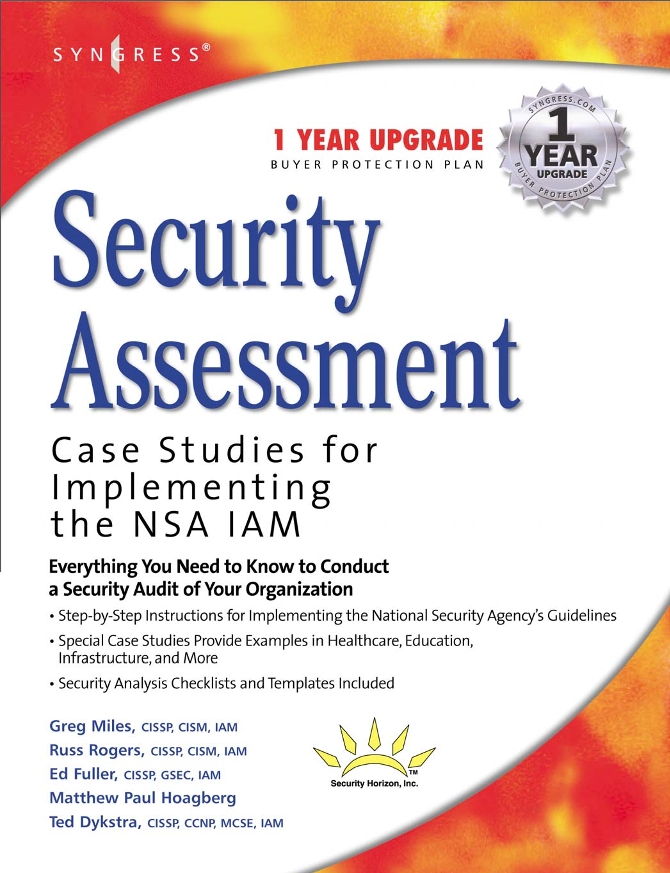 SYNGRESS®
1 YEAR UPGRADE
BUYER PROTECTION PLAN
SYNGRESS.COM
1
YEAR
UPGRADE
BUYER PROTECTION PLAN
Security
Assessment
Case Studies for
Implementing
the NSA IAM
Everything You Need to Know to Conduct
a Security Audit of Your Organization
• Step-by-Step Instructions for Implementing the National Security Agency's Guidelines
• Special Case Studies Provide Examples in Healthcare, Education,
Infrastructure, and More
• Security Analysis Checklists and Templates Included
Greg Miles, CISSP, CISM, IAM
Russ Rogers, CISSP, CISM, IAM
Ed Fuller, CISSP, GSEC, IAM
Matthew Paul Hoagberg
Ted Dykstra, CISSP, CCNP, MCSE, IAM
TM
Security Horizon, Inc.